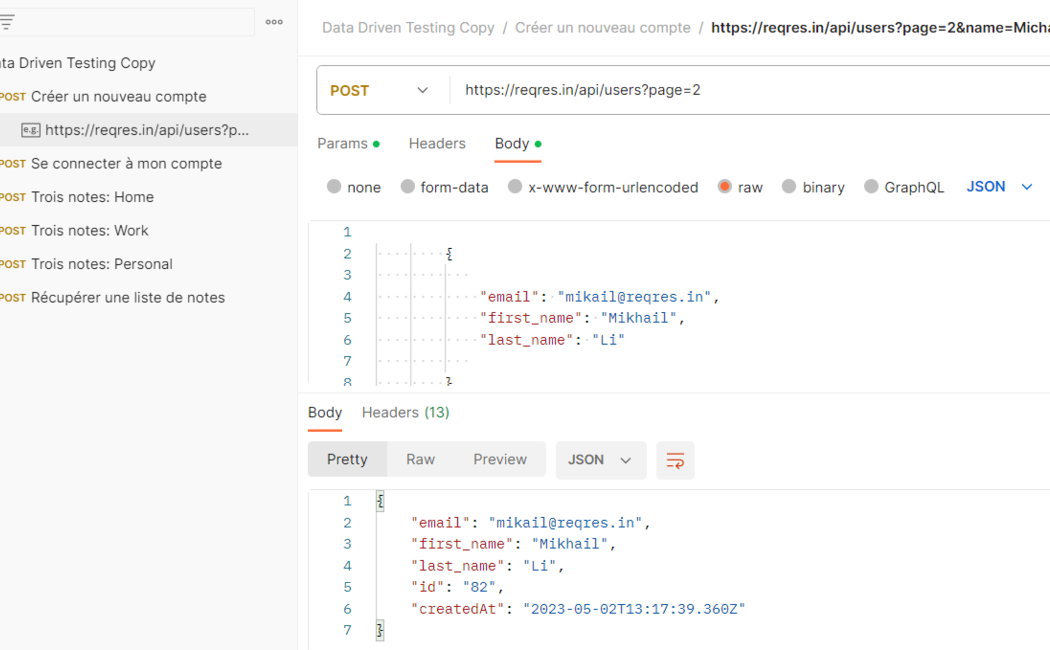 ta Driven Testing Copy
POST Créer un nouveau compte
e.g. https://reqres.in/api/users?p...
POST Se connecter à mon compte
POST Trois notes: Home
POST Trois notes: Work
POST Trois notes: Personal
POST Récupérer une liste de notes
Data Driven Testing Copy / Créer un nouveau compte / https://reqres.in/api/users?page=2&name=Micha
POST https://reqres.in/api/users?page=2
Params Headers Body
none form-data x-www-form-urlencoded raw binary GraphQL JSON
1
2 {
3
4 "email": "mikail@reqres.in",
5 "first_name": "Mikhail",
6 "last_name": "Li"
7
8 }
Body Headers (13)
Pretty Raw Preview JSON
1 {
2 "email": "mikail@reqres.in",
3 "first_name": "Mikhail",
4 "last_name": "Li",
5 "id": "82",
6 "createdAt": "2023-05-02T13:17:39.360Z"
7 }